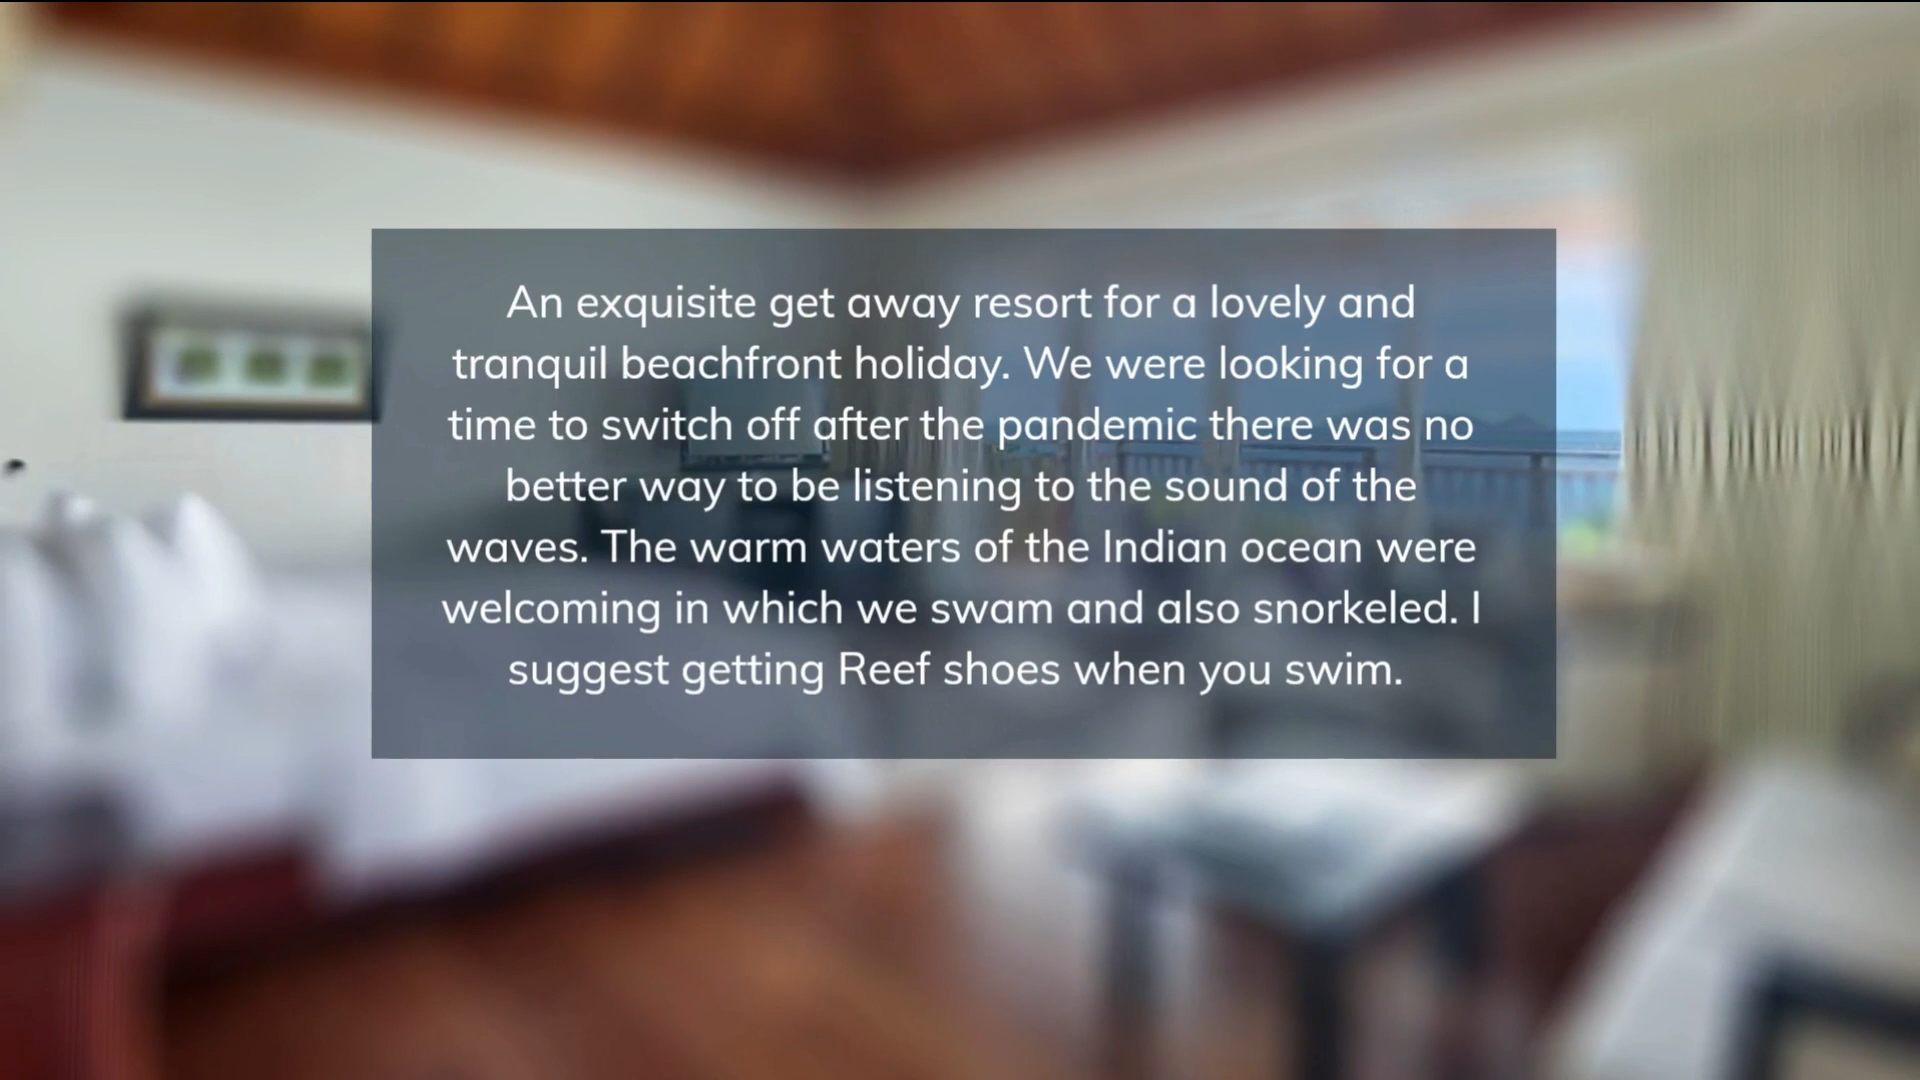 An exquisite get away resort for a lovely and
tranquil beachfront holiday. We were looking for a
time to switch off after the pandemic there was no
better way to be listening to the sound of the
waves. The warm waters of the Indian ocean were
welcoming in which we swam and also snorkeled. I
suggest getting Reef shoes when you swim.